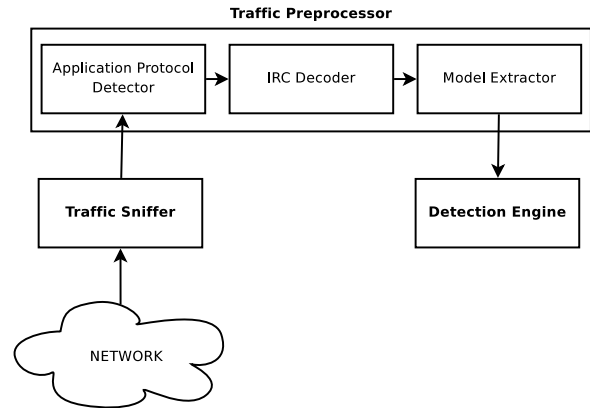 Traffic Preprocessor
Application Protocol
Detector
IRC Decoder
Model Extractor
Traffic Sniffer
Detection Engine
NETWORK